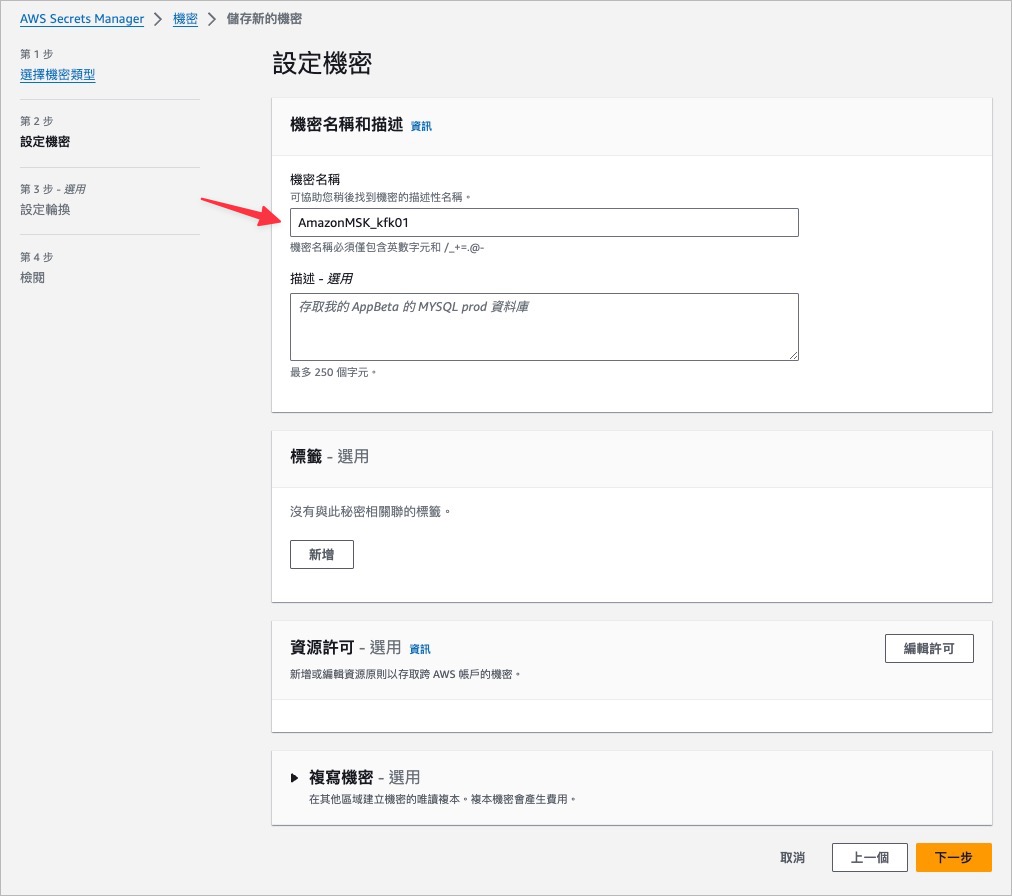 AWS Secrets Manager > 機密 > 儲存新的機密
第 1 步
選擇機密類型
第 2 步
設定機密
第 3 步 - 選用
設定輪換
第 4 步
檢閱
設定機密
機密名稱和描述 資訊
機密名稱
可協助您稍後找到機密的描述性名稱。
AmazonMSK_kfk01
機密名稱必須僅包含英數字元和 /_+=.@-
描述 - 選用
存取我的 AppBeta 的 MYSQL prod 資料庫
最多 250 個字元。
標籤 - 選用
沒有與此秘密相關聯的標籤。
新增
資源許可 - 選用 資訊
編輯許可
新增或編輯資源原則以存取跨 AWS 帳戶的機密。
複寫機密 - 選用
在其他區域建立機密的唯讀複本。複本機密會產生費用。
取消
上一個
下一步